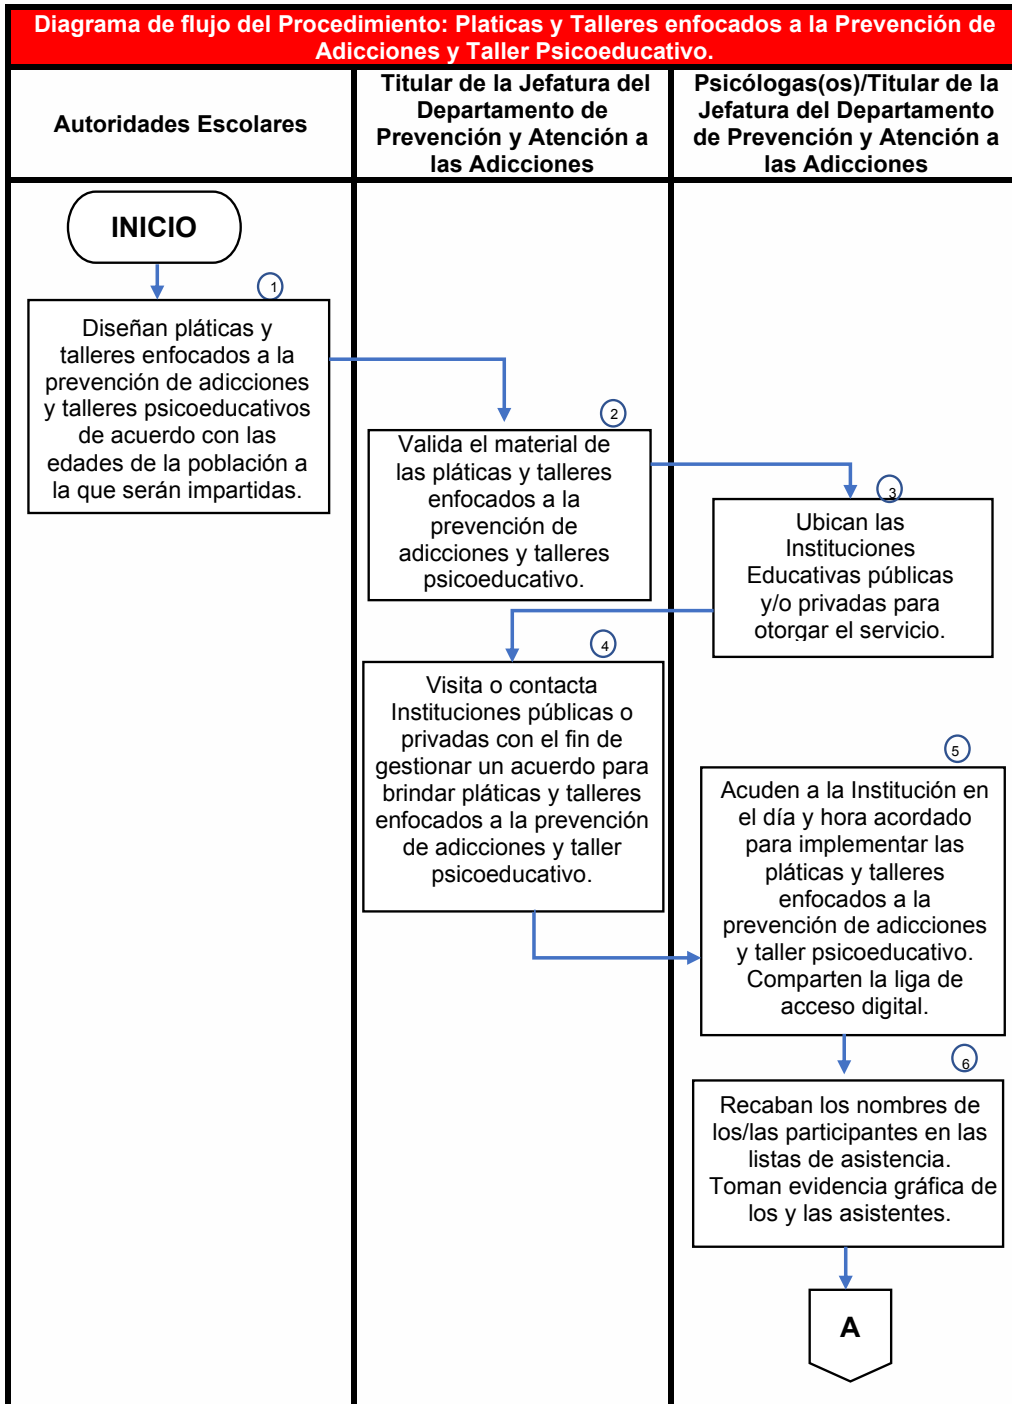 Diagrama de flujo del Procedimiento: Platicas y Talleres enfocados a la Prevención de
Adicciones y Taller Psicoeducativo.
Autoridades Escolares
Titular de la Jefatura del
Departamento de
Prevención y Atención a
las Adicciones
Psicólogas(os)/Titular de la
Jefatura del Departamento
de Prevención y Atención a
las Adicciones
INICIO
1
Diseñan pláticas y
talleres enfocados a la
prevención de adicciones
y talleres psicoeducativos
de acuerdo con las
edades de la población a
la que serán impartidas.
2
Valida el material de
las pláticas y talleres
enfocados a la
prevención de
adicciones y talleres
psicoeducativo.
3
Ubican las
Instituciones
Educativas públicas
y/o privadas para
otorgar el servicio.
4
Visita o contacta
Instituciones públicas o
privadas con el fin de
gestionar un acuerdo para
brindar pláticas y talleres
enfocados a la prevención
de adicciones y taller
psicoeducativo.
5
Acuden a la Institución en
el día y hora acordado
para implementar las
pláticas y talleres
enfocados a la
prevención de adicciones
y taller psicoeducativo.
Comparten la liga de
acceso digital.
6
Recaban los nombres de
los/las participantes en las
listas de asistencia.
Toman evidencia gráfica de
los y las asistentes.
A